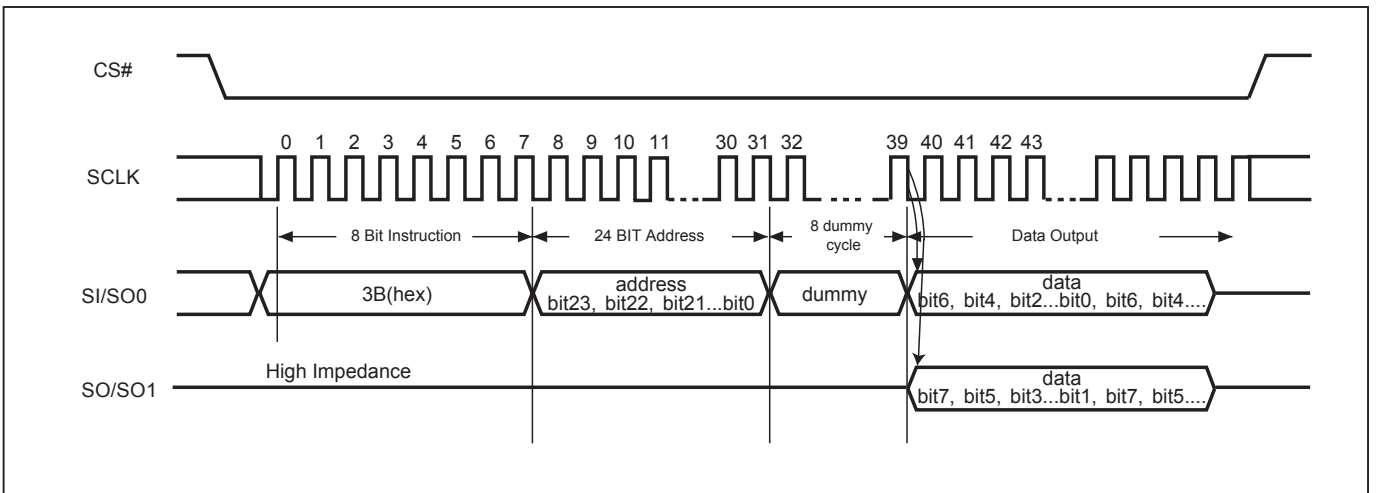 CS#
0 1 2 3 4 5 6 7 8 9 10 11 30 31 32 39 40 41 42 43
SCLK
8 Bit Instruction
24 BIT Address
8 dummy
cycle
Data Output
SI/SO0
3B(hex)
address
bit23, bit22, bit21...bit0
dummy
data
bit6, bit4, bit2...bit0, bit6, bit4....
High Impedance
SO/SO1
data
bit7, bit5, bit3...bit1, bit7, bit5....